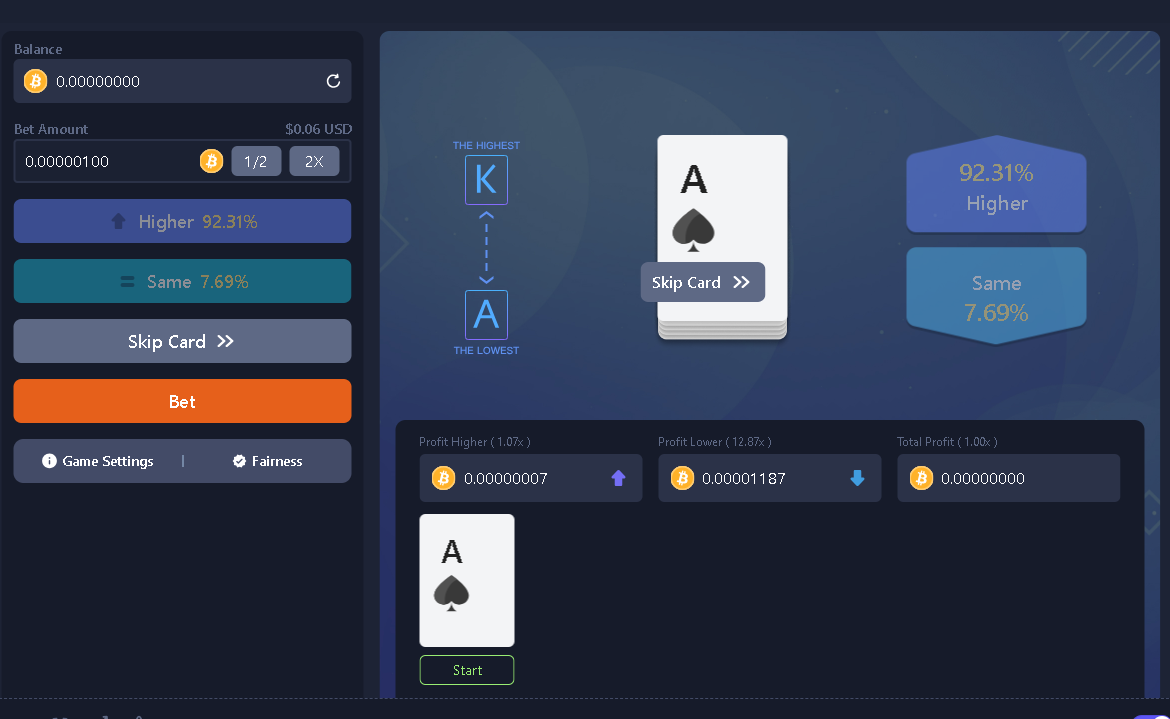 Balance
0.00000000
Bet Amount $0.06 USD
0.00000100 1/2 2X
Higher 92.31%
Same 7.69%
Skip Card
Bet
Game Settings | Fairness
THE HIGHEST
K
A
THE LOWEST
A
Skip Card
92.31%
Higher
Same
7.69%
Profit Higher ( 1.07x ) Profit Lower ( 12.87x ) Total Profit ( 1.00x )
0.00000007 0.00001187 0.00000000
A
Start